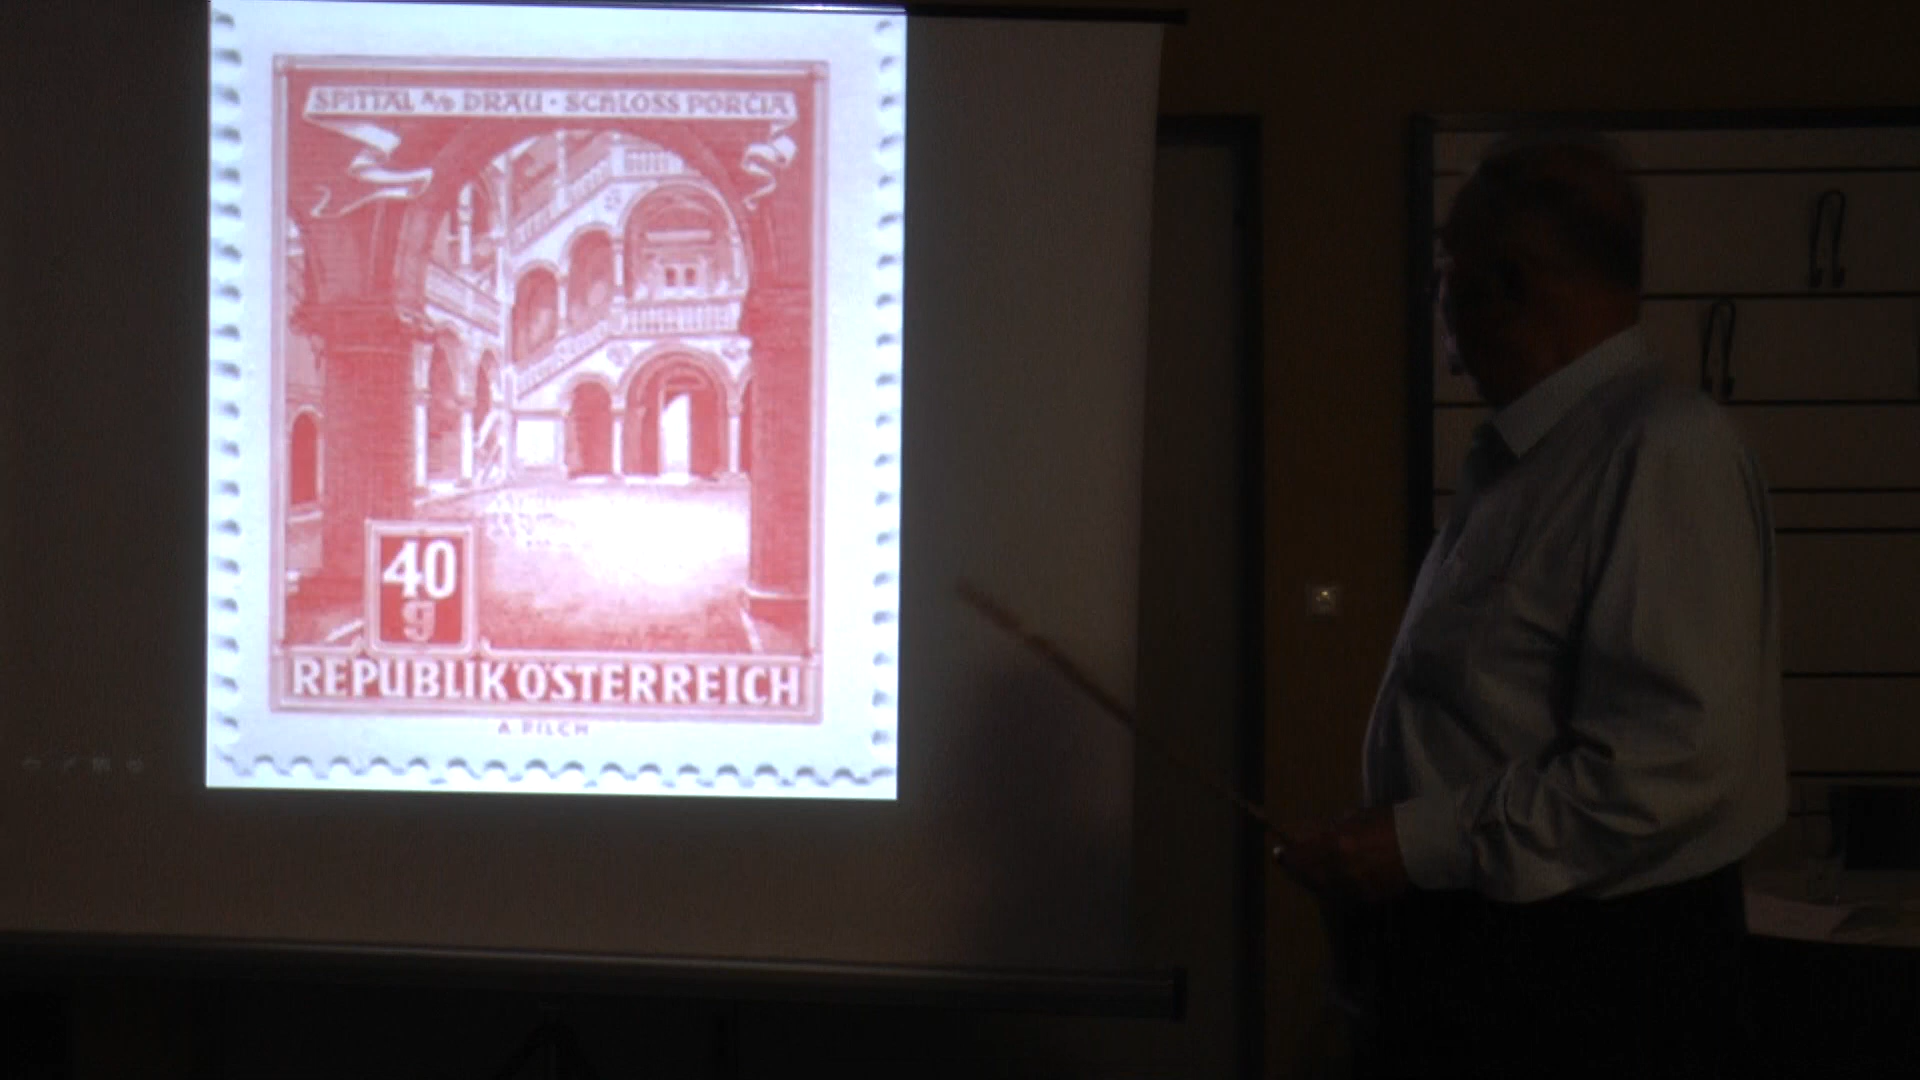 SPITTAL A/D DRAU · SCHLOSS PORCIA
40
g
REPUBLIK ÖSTERREICH
A. PILCH